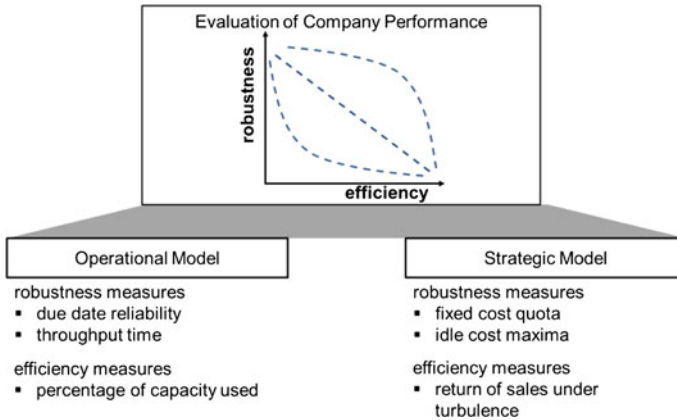 Evaluation of Company Performance
robustness
efficiency
Operational Model
robustness measures
▪ due date reliability
▪ throughput time
efficiency measures
▪ percentage of capacity used
Strategic Model
robustness measures
▪ fixed cost quota
▪ idle cost maxima
efficiency measures
▪ return of sales under
turbulence